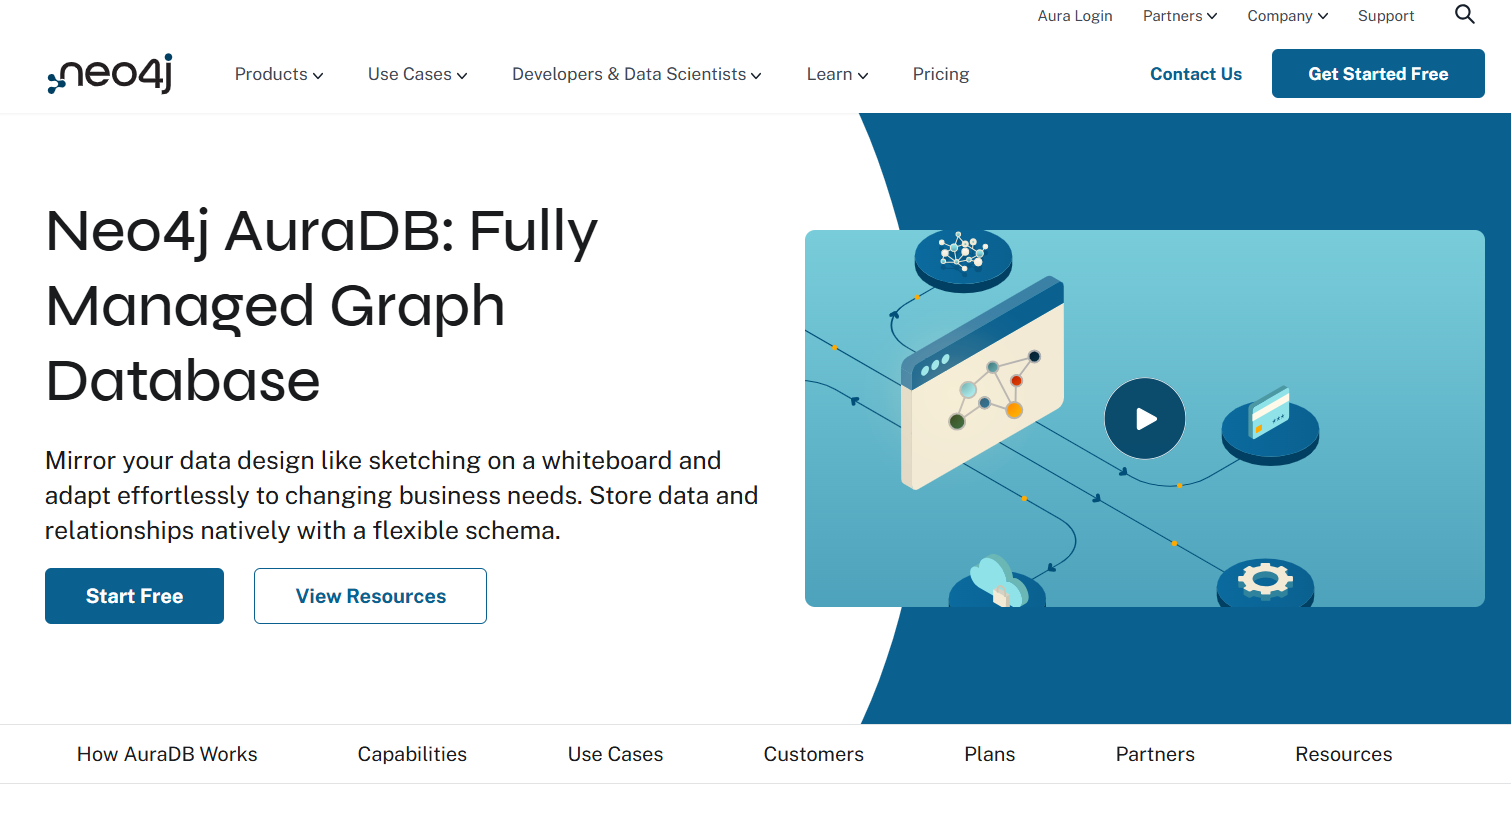 Aura Login Partners Company Support
neo4j Products Use Cases Developers & Data Scientists Learn Pricing Contact Us Get Started Free
Neo4j AuraDB: Fully
Managed Graph
Database
Mirror your data design like sketching on a whiteboard and
adapt effortlessly to changing business needs. Store data and
relationships natively with a flexible schema.
Start Free View Resources
How AuraDB Works Capabilities Use Cases Customers Plans Partners Resources